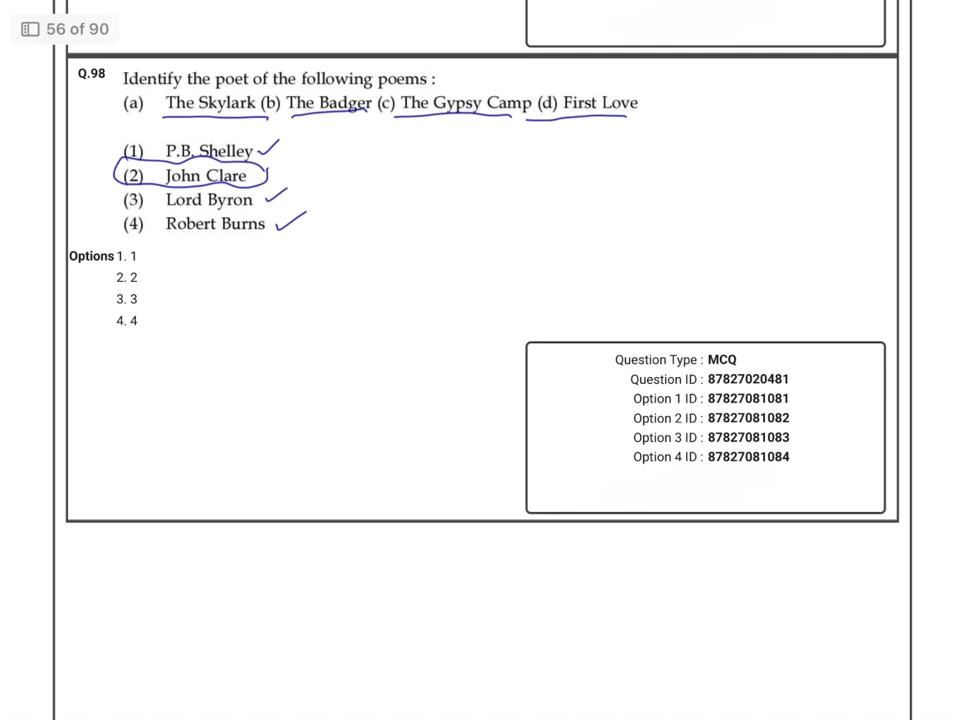 56 of 90
Q.98 Identify the poet of the following poems :
(a) The Skylark (b) The Badger (c) The Gypsy Camp (d) First Love
(1) P.B. Shelley
(2) John Clare
(3) Lord Byron
(4) Robert Burns
Options 1. 1
2. 2
3. 3
4. 4
Question Type : MCQ
Question ID : 87827020481
Option 1 ID : 87827081081
Option 2 ID : 87827081082
Option 3 ID : 87827081083
Option 4 ID : 87827081084